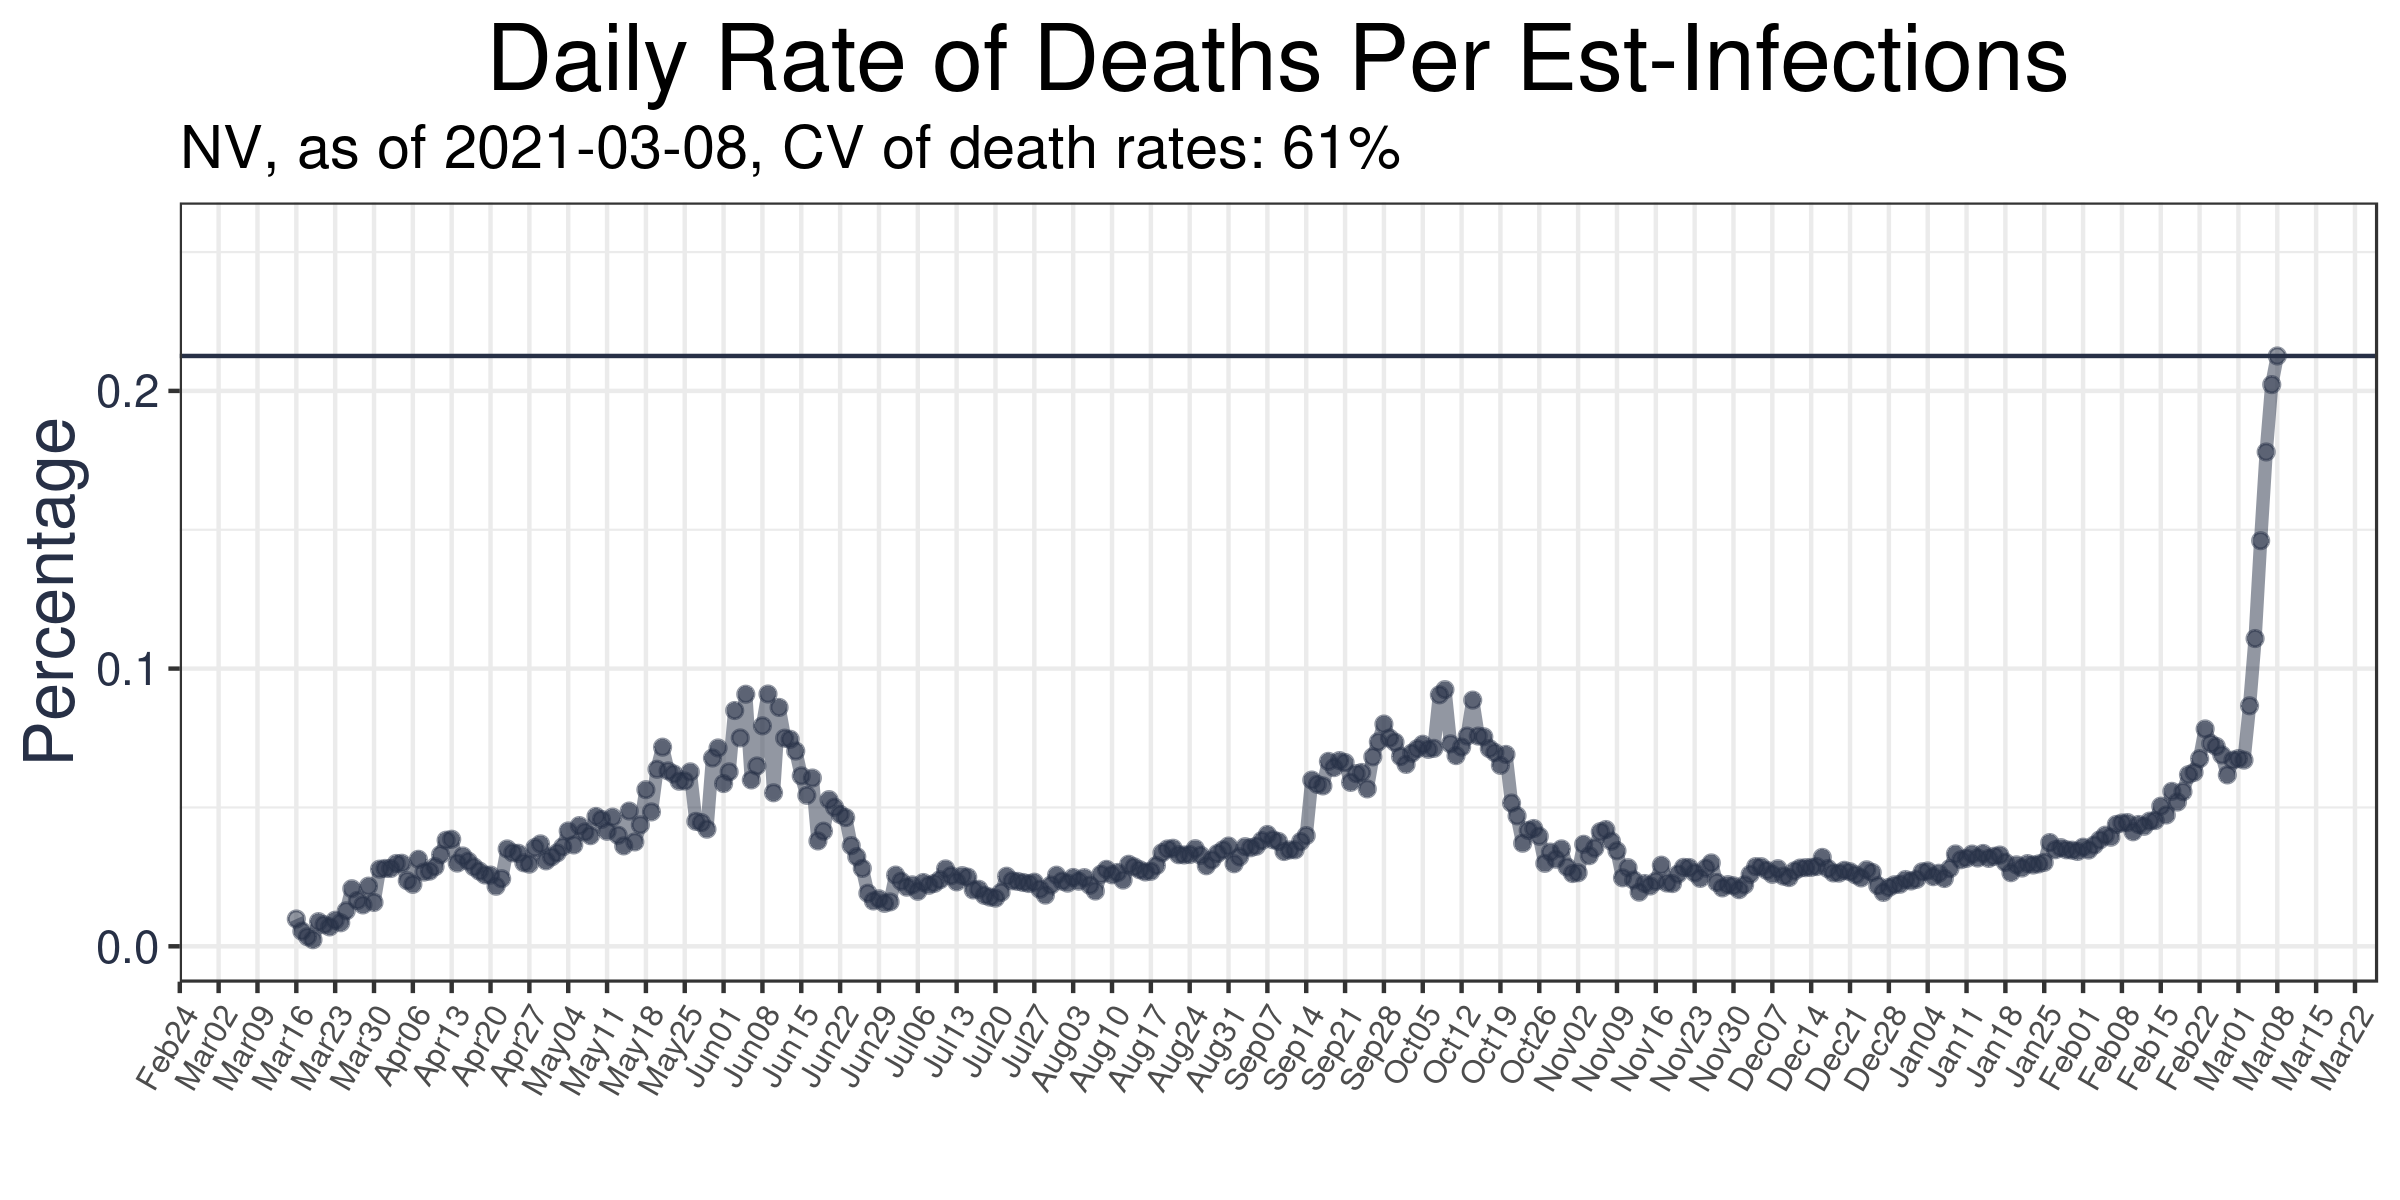 Daily Rate of Deaths Per Est-Infections
NV, as of 2021-03-08, CV of death rates: 61%
Percentage
0.2
0.1
0.0
Feb24
Mar02
Mar09
Mar16
Mar23
Mar30
Apr06
Apr13
Apr20
Apr27
May04
May11
May18
May25
Jun01
Jun08
Jun15
Jun22
Jun29
Jul06
Jul13
Jul20
Jul27
Aug03
Aug10
Aug17
Aug24
Aug31
Sep07
Sep14
Sep21
Sep28
Oct05
Oct12
Oct19
Oct26
Nov02
Nov09
Nov16
Nov23
Nov30
Dec07
Dec14
Dec21
Dec28
Jan04
Jan11
Jan18
Jan25
Feb01
Feb08
Feb15
Feb22
Mar01
Mar08
Mar15
Mar22